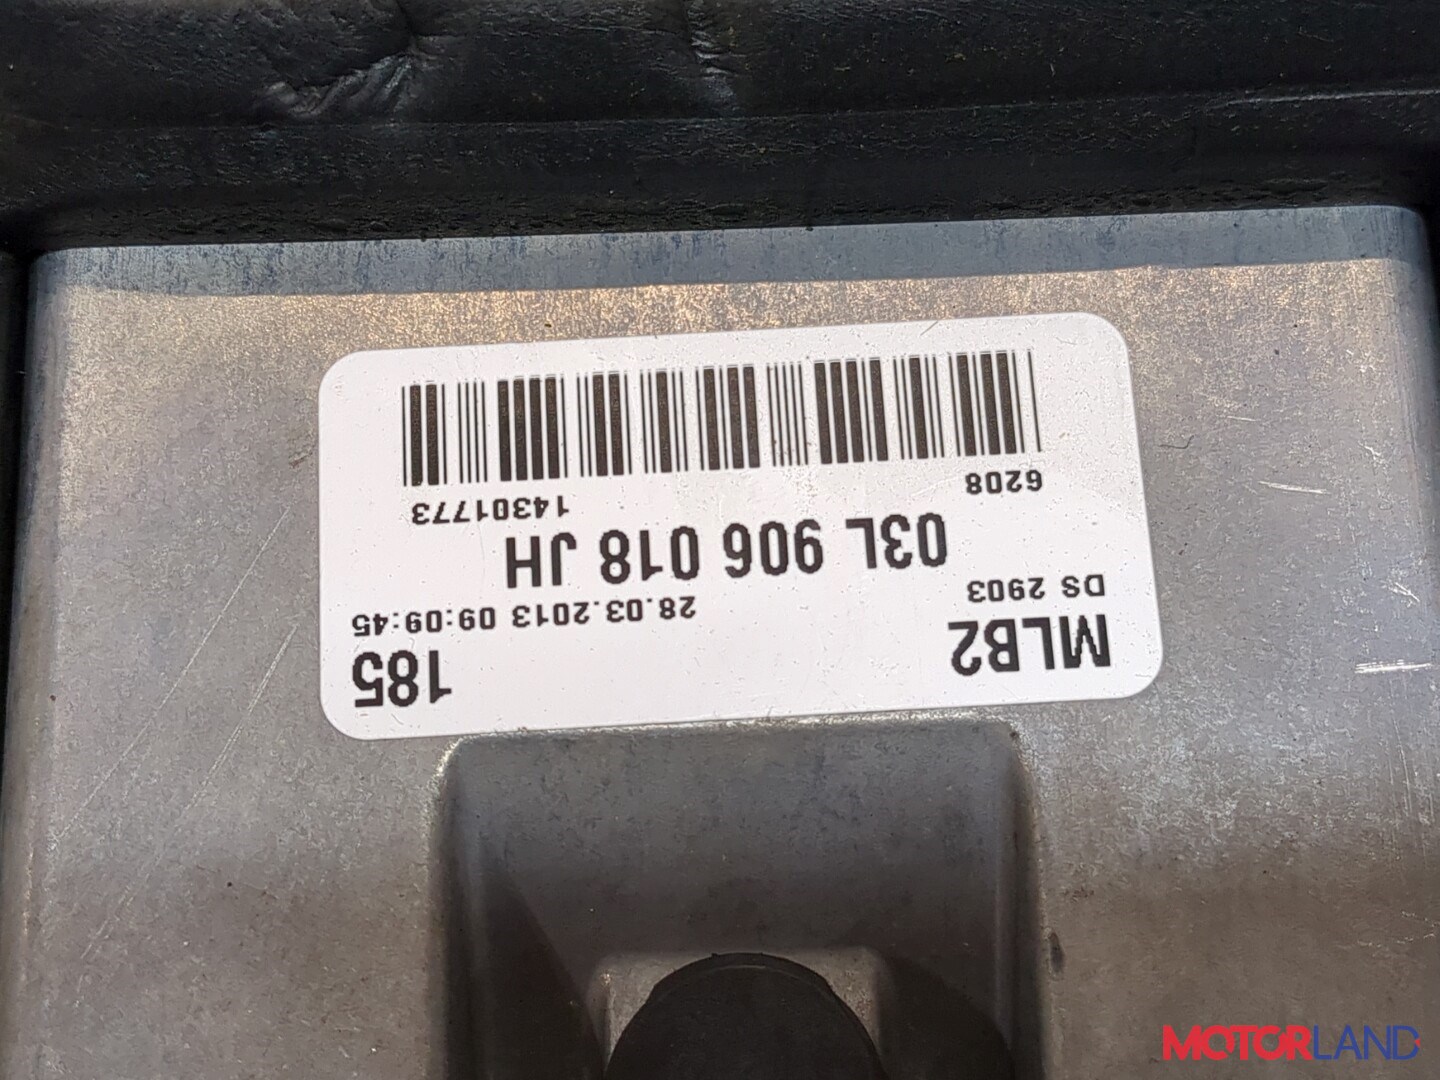 MLB2 185
DS 2903 28.03.2013 09:09:45
03L 906 018 JH
6208 14301773
MOTORLAND